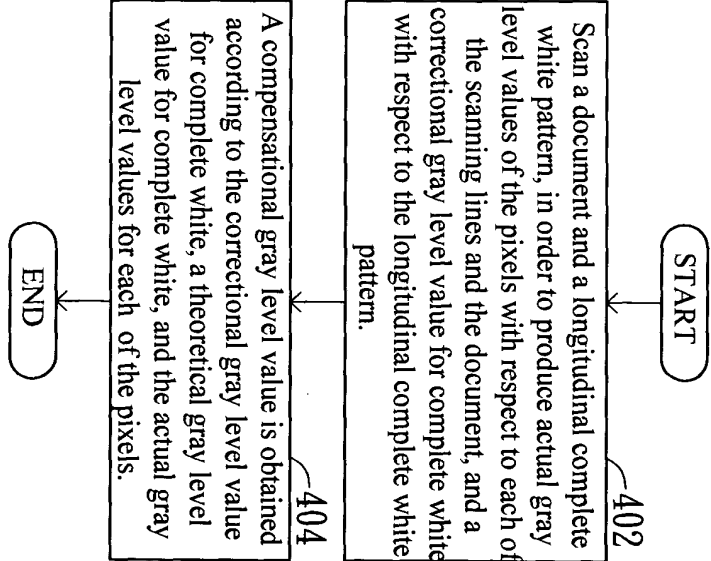 START
402
Scan a document and a longitudinal complete
white pattern, in order to produce actual gray
level values of the pixels with respect to each of
the scanning lines and the document, and a
correctional gray level value for complete white
with respect to the longitudinal complete white
pattern.
404
A compensational gray level value is obtained
according to the correctional gray level value
for complete white, a theoretical gray level
value for complete white, and the actual gray
level values for each of the pixels.
END